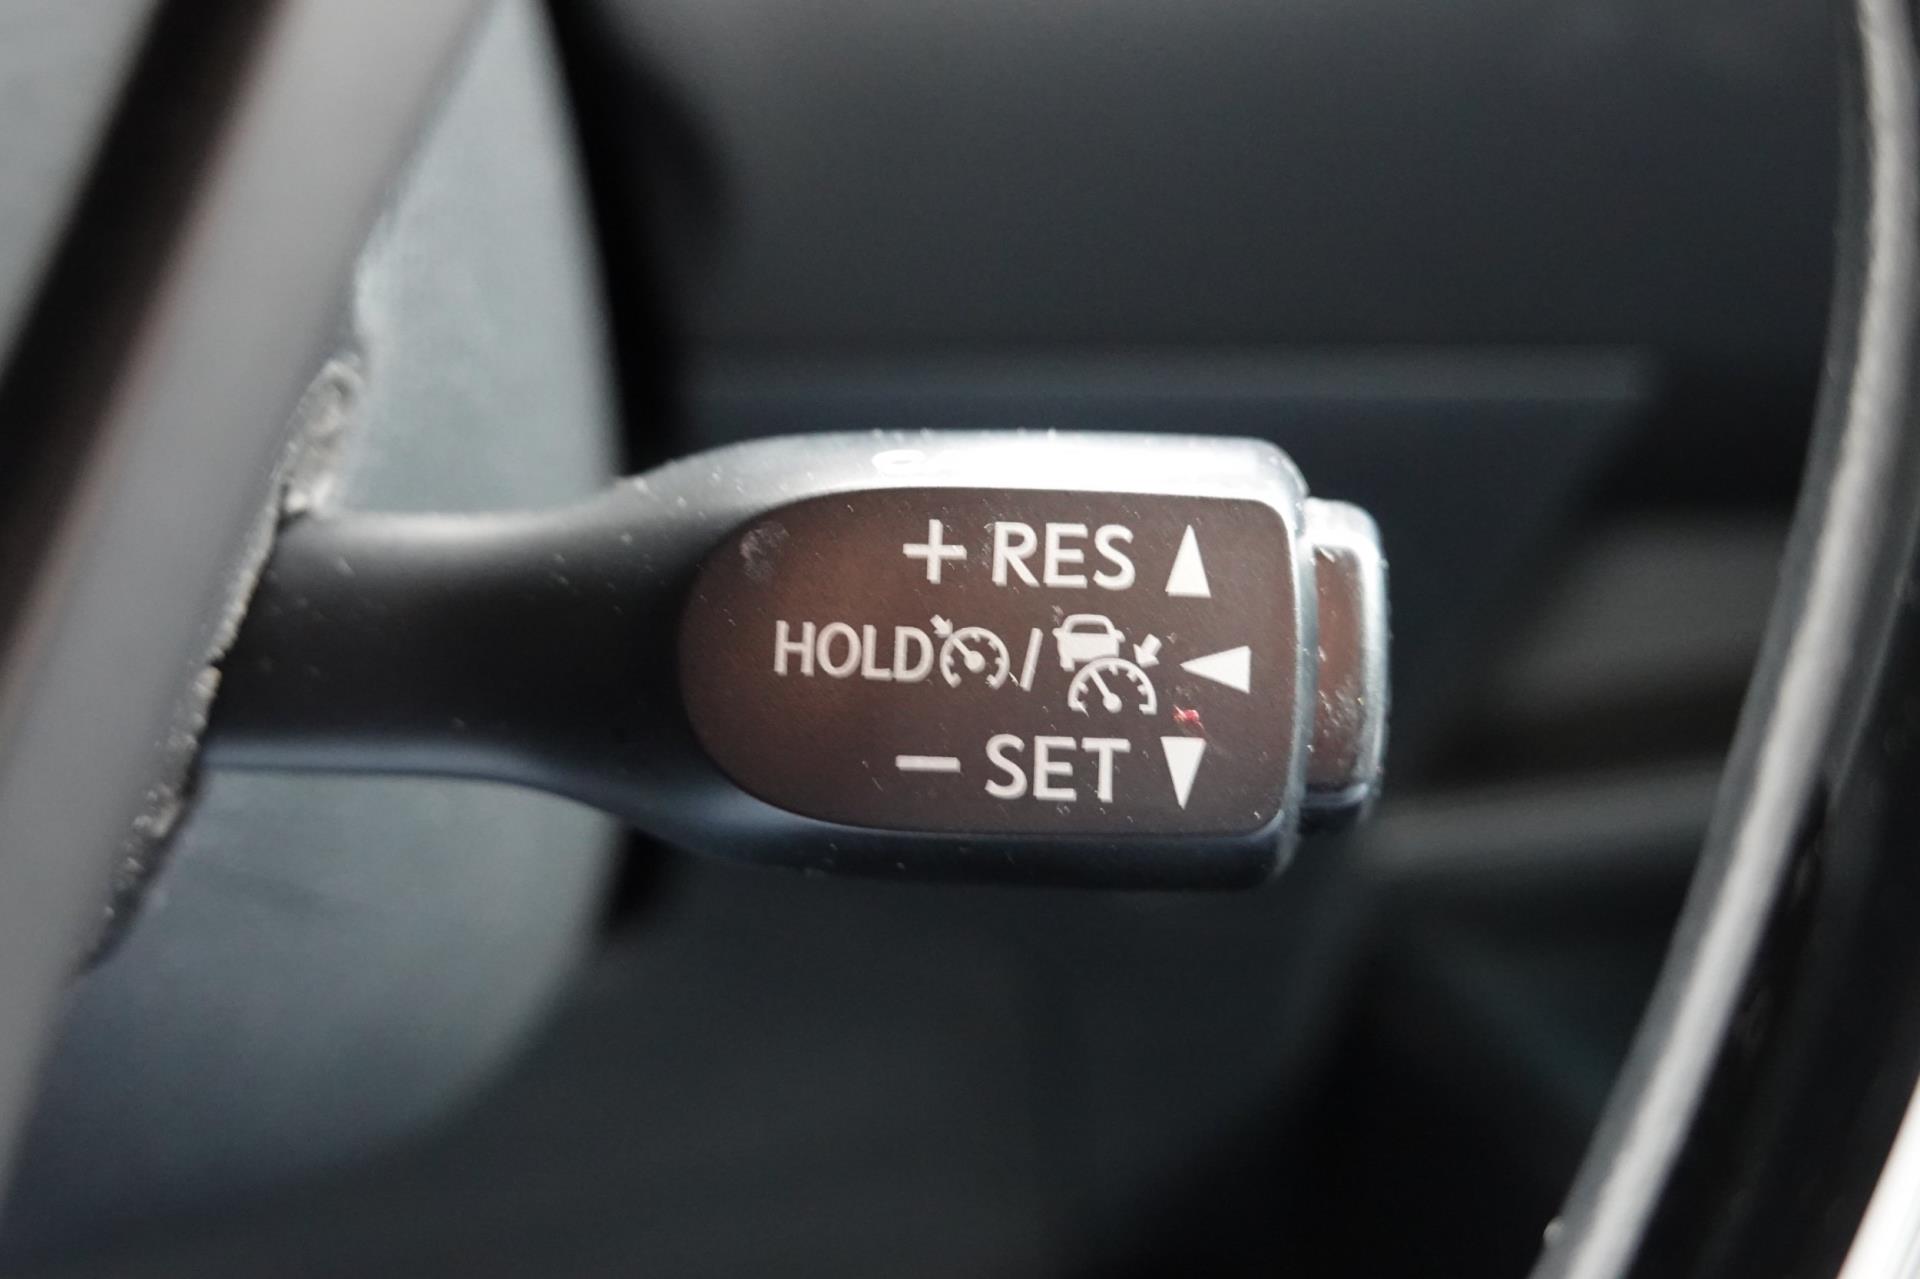 + RES
HOLD /
− SET